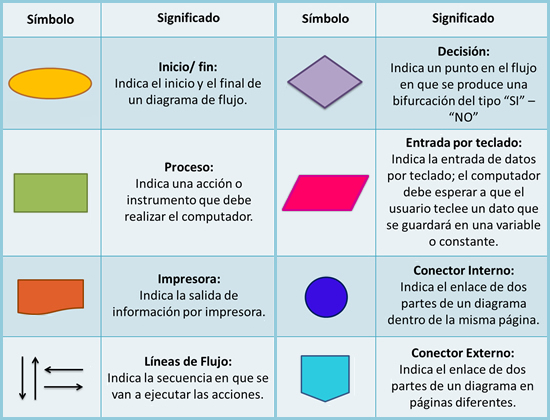 Símbolo Significado Símbolo Significado
Inicio/ fin:
Indica el inicio y el final de
un diagrama de flujo.
Decisión:
Indica un punto en el flujo
en que se produce una
bifurcación del tipo “SI” –
“NO”
Proceso:
Indica una acción o
instrumento que debe
realizar el computador.
Entrada por teclado:
Indica la entrada de datos
por teclado; el computador
debe esperar a que el
usuario teclee un dato que
se guardará en una variable
o constante.
Impresora:
Indica la salida de
información por impresora.
Conector Interno:
Indica el enlace de dos
partes de un diagrama
dentro de la misma página.
Líneas de Flujo:
Indica la secuencia en que se
van a ejecutar las acciones.
Conector Externo:
Indica el enlace de dos
partes de un diagrama en
páginas diferentes.